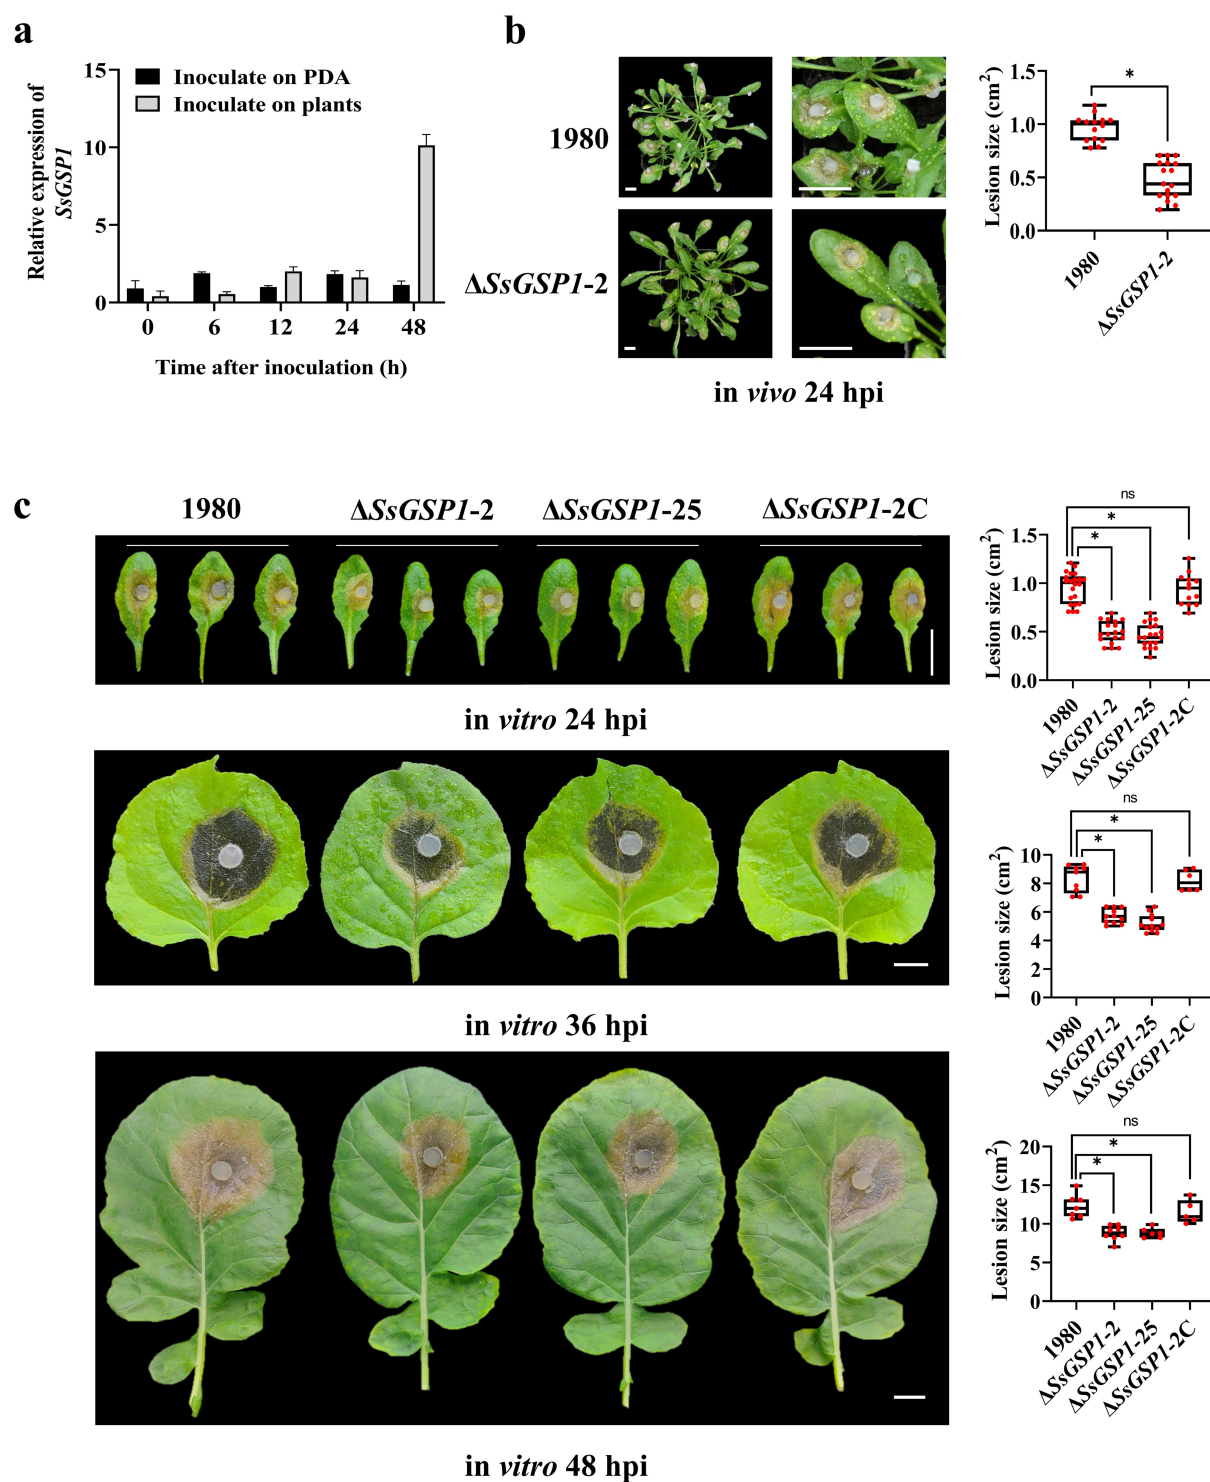 a
Relative expression of
SsGSP1
15
10
5
0
Inoculate on PDA
Inoculate on plants
0 6 12 24 48
Time after inoculation (h)
b
1980
ΔSsGSP1-2
in vivo 24 hpi
Lesion size (cm²)
1.5
1.0
0.5
0.0
*
1980
ΔSsGSP1-2
c
1980 ΔSsGSP1-2 ΔSsGSP1-25 ΔSsGSP1-2C
in vitro 24 hpi
Lesion size (cm²)
1.5
1.0
0.5
0.0
ns
*
*
1980
ΔSsGSP1-2
ΔSsGSP1-25
ΔSsGSP1-2C
in vitro 36 hpi
Lesion size (cm²)
10
8
6
4
2
0
ns
*
*
1980
ΔSsGSP1-2
ΔSsGSP1-25
ΔSsGSP1-2C
in vitro 48 hpi
Lesion size (cm²)
20
15
10
5
0
ns
*
*
1980
ΔSsGSP1-2
ΔSsGSP1-25
ΔSsGSP1-2C